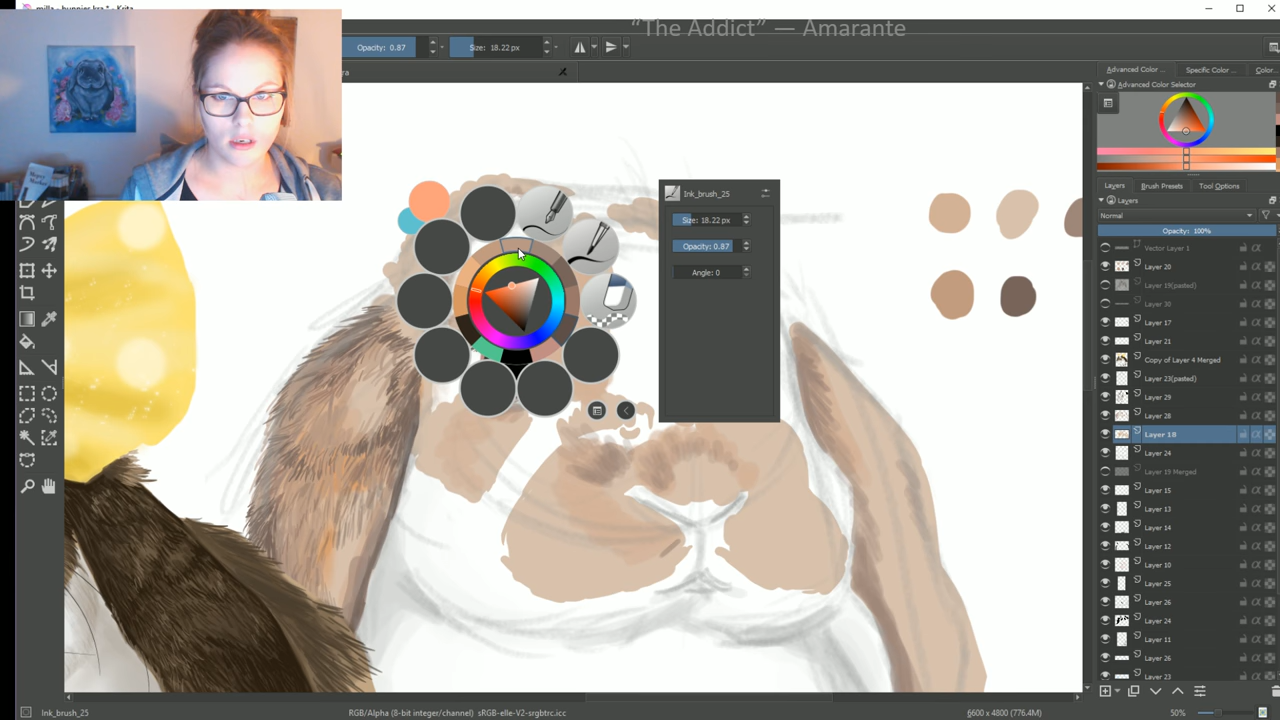 milla - bunnies.kra * - Krita
“The Addict” — Amarante
Opacity: 0.87
Size: 18.22 px
Advanced Color ...
Specific Color ...
Color...
Advanced Color Selector
Layers
Brush Presets
Tool Options
Layers
Normal
Opacity: 100%
Vector Layer 1
Layer 20
Layer 19(pasted)
Layer 30
Layer 17
Layer 21
Copy of Layer 4 Merged
Layer 23(pasted)
Layer 29
Layer 28
Layer 18
Layer 24
Layer 19 Merged
Layer 15
Layer 13
Layer 14
Layer 12
Layer 10
Layer 25
Layer 26
Layer 24
Layer 11
Layer 26
Layer 23
Ink_brush_25
Size: 18.22 px
Opacity: 0.87
Angle: 0
Ink_brush_25
RGB/Alpha (8-bit integer/channel) sRGB-elle-V2-srgbtrc.icc
6600 x 4800 (776.4M)
50%